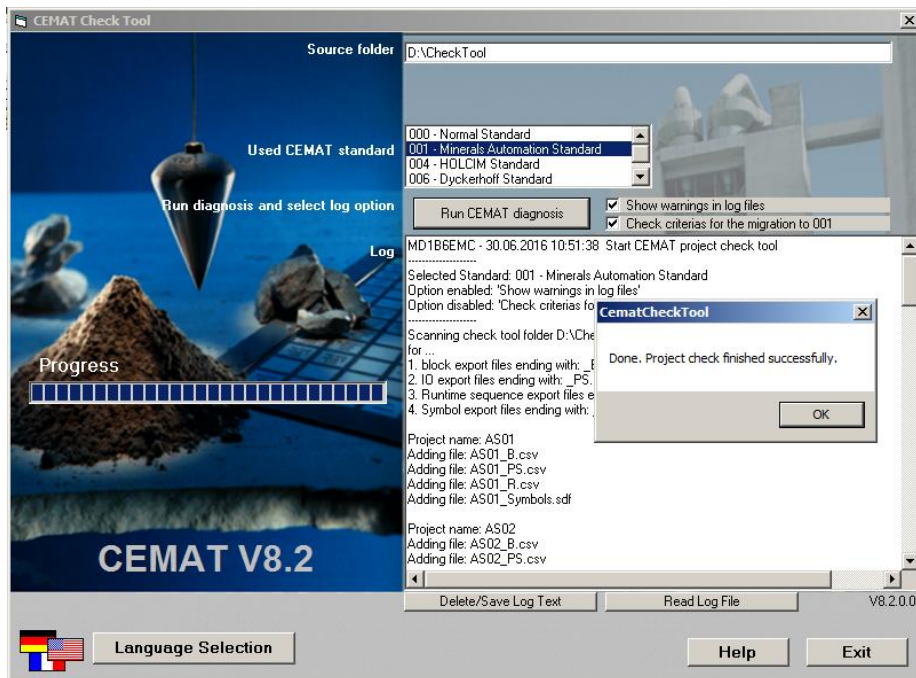 CEMAT Check Tool
Source folder
D:\CheckTool
Used CEMAT standard
000 - Normal Standard
001 - Minerals Automation Standard
004 - HOLCIM Standard
006 - Dyckerhoff Standard
Run diagnosis and select log option
Run CEMAT diagnosis
Show warnings in log files
Check criterias for the migration to 001
Log
MD1B6EMC - 30.06.2016 10:51:38 Start CEMAT project check tool
--------------------
Selected Standard: 001 - Minerals Automation Standard
Option enabled: 'Show warnings in log files'
Option disabled: 'Check criterias fo
--------------------
Scanning check tool folder D:\Che
for ...
1. block export files ending with: _B
2. IO export files ending with: _PS.
3. Runtime sequence export files e
4. Symbol export files ending with:
Project name: AS01
Adding file: AS01_B.csv
Adding file: AS01_PS.csv
Adding file: AS01_R.csv
Adding file: AS01_Symbols.sdf
Project name: AS02
Adding file: AS02_B.csv
Adding file: AS02_PS.csv
CematCheckTool
Done. Project check finished successfully.
OK
Progress
CEMAT V8.2
Delete/Save Log Text
Read Log File
V8.2.0.0
Language Selection
Help
Exit